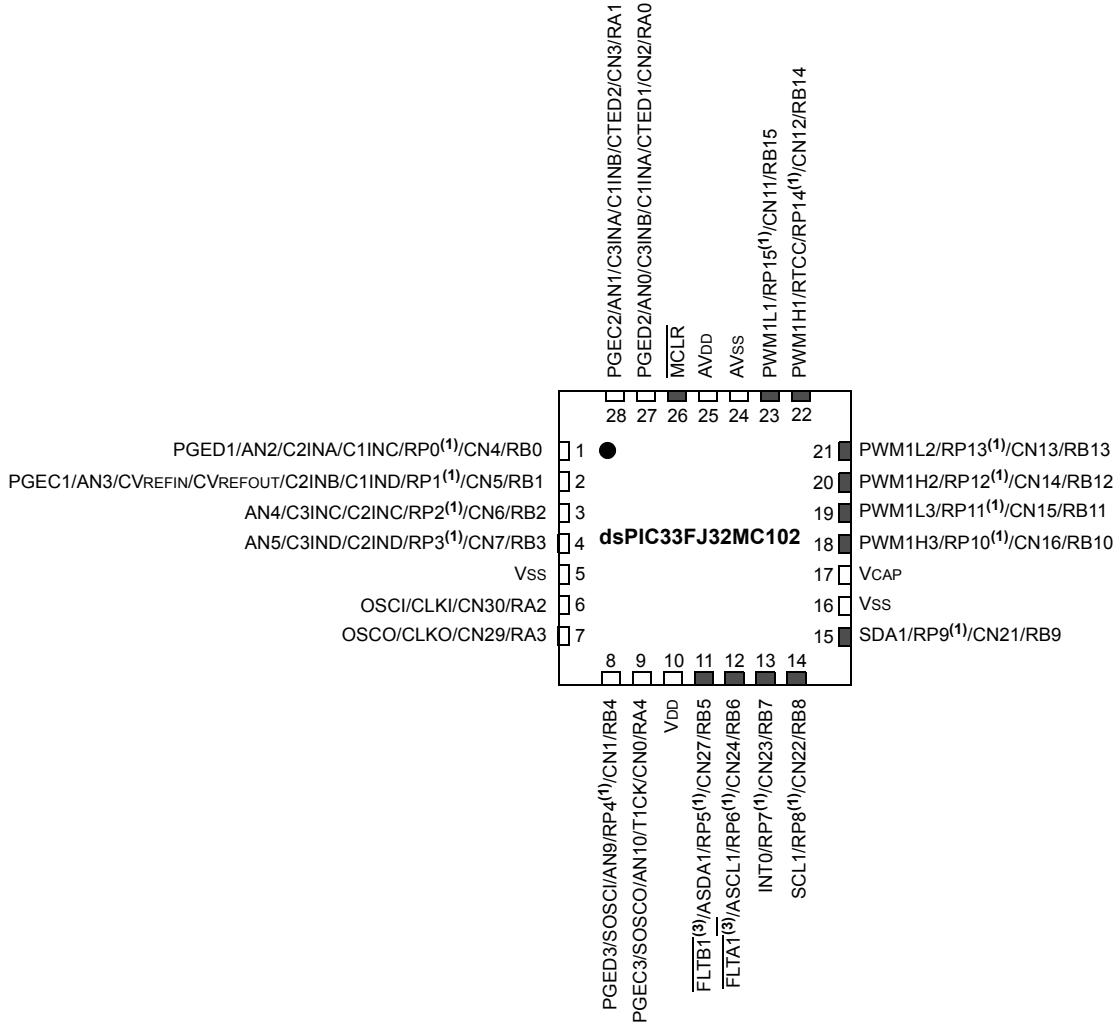 PGEC2/AN1/C3INA/C1INB/CTED2/CN3/RA1
PGED2/AN0/C3INB/C1INA/CTED1/CN2/RA0
MCLR
AVDD
AVSS
PWM1L1/RP15(1)/CN11/RB15
PWM1H1/RTCC/RP14(1)/CN12/RB14
28 27 26 25 24 23 22
PGED1/AN2/C2INA/C1INC/RP0(1)/CN4/RB0 1
PGEC1/AN3/CVREFIN/CVREFOUT/C2INB/C1IND/RP1(1)/CN5/RB1 2
AN4/C3INC/C2INC/RP2(1)/CN6/RB2 3
AN5/C3IND/C2IND/RP3(1)/CN7/RB3 4
VSS 5
OSCI/CLKI/CN30/RA2 6
OSCO/CLKO/CN29/RA3 7
dsPIC33FJ32MC102
21 PWM1L2/RP13(1)/CN13/RB13
20 PWM1H2/RP12(1)/CN14/RB12
19 PWM1L3/RP11(1)/CN15/RB11
18 PWM1H3/RP10(1)/CN16/RB10
17 VCAP
16 VSS
15 SDA1/RP9(1)/CN21/RB9
8 9 10 11 12 13 14
PGED3/SOSCI/AN9/RP4(1)/CN1/RB4
PGEC3/SOSCO/AN10/T1CK/CN0/RA4
VDD
FLTB1(3)/ASDA1/RP5(1)/CN27/RB5
FLTA1(3)/ASCL1/RP6(1)/CN24/RB6
INT0/RP7(1)/CN23/RB7
SCL1/RP8(1)/CN22/RB8